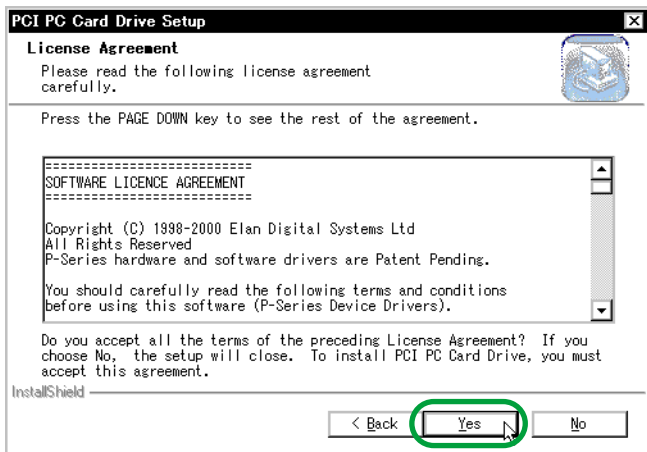 PCI PC Card Drive Setup
License Agreement
Please read the following license agreement
carefully.
Press the PAGE DOWN key to see the rest of the agreement.
===========================
SOFTWARE LICENCE AGREEMENT
===========================
Copyright (C) 1998-2000 Elan Digital Systems Ltd
All Rights Reserved
P-Series hardware and software drivers are Patent Pending.
You should carefully read the following terms and conditions
before using this software (P-Series Device Drivers).
Do you accept all the terms of the preceding License Agreement? If you
choose No, the setup will close. To install PCI PC Card Drive, you must
accept this agreement.
InstallShield
< Back Yes No